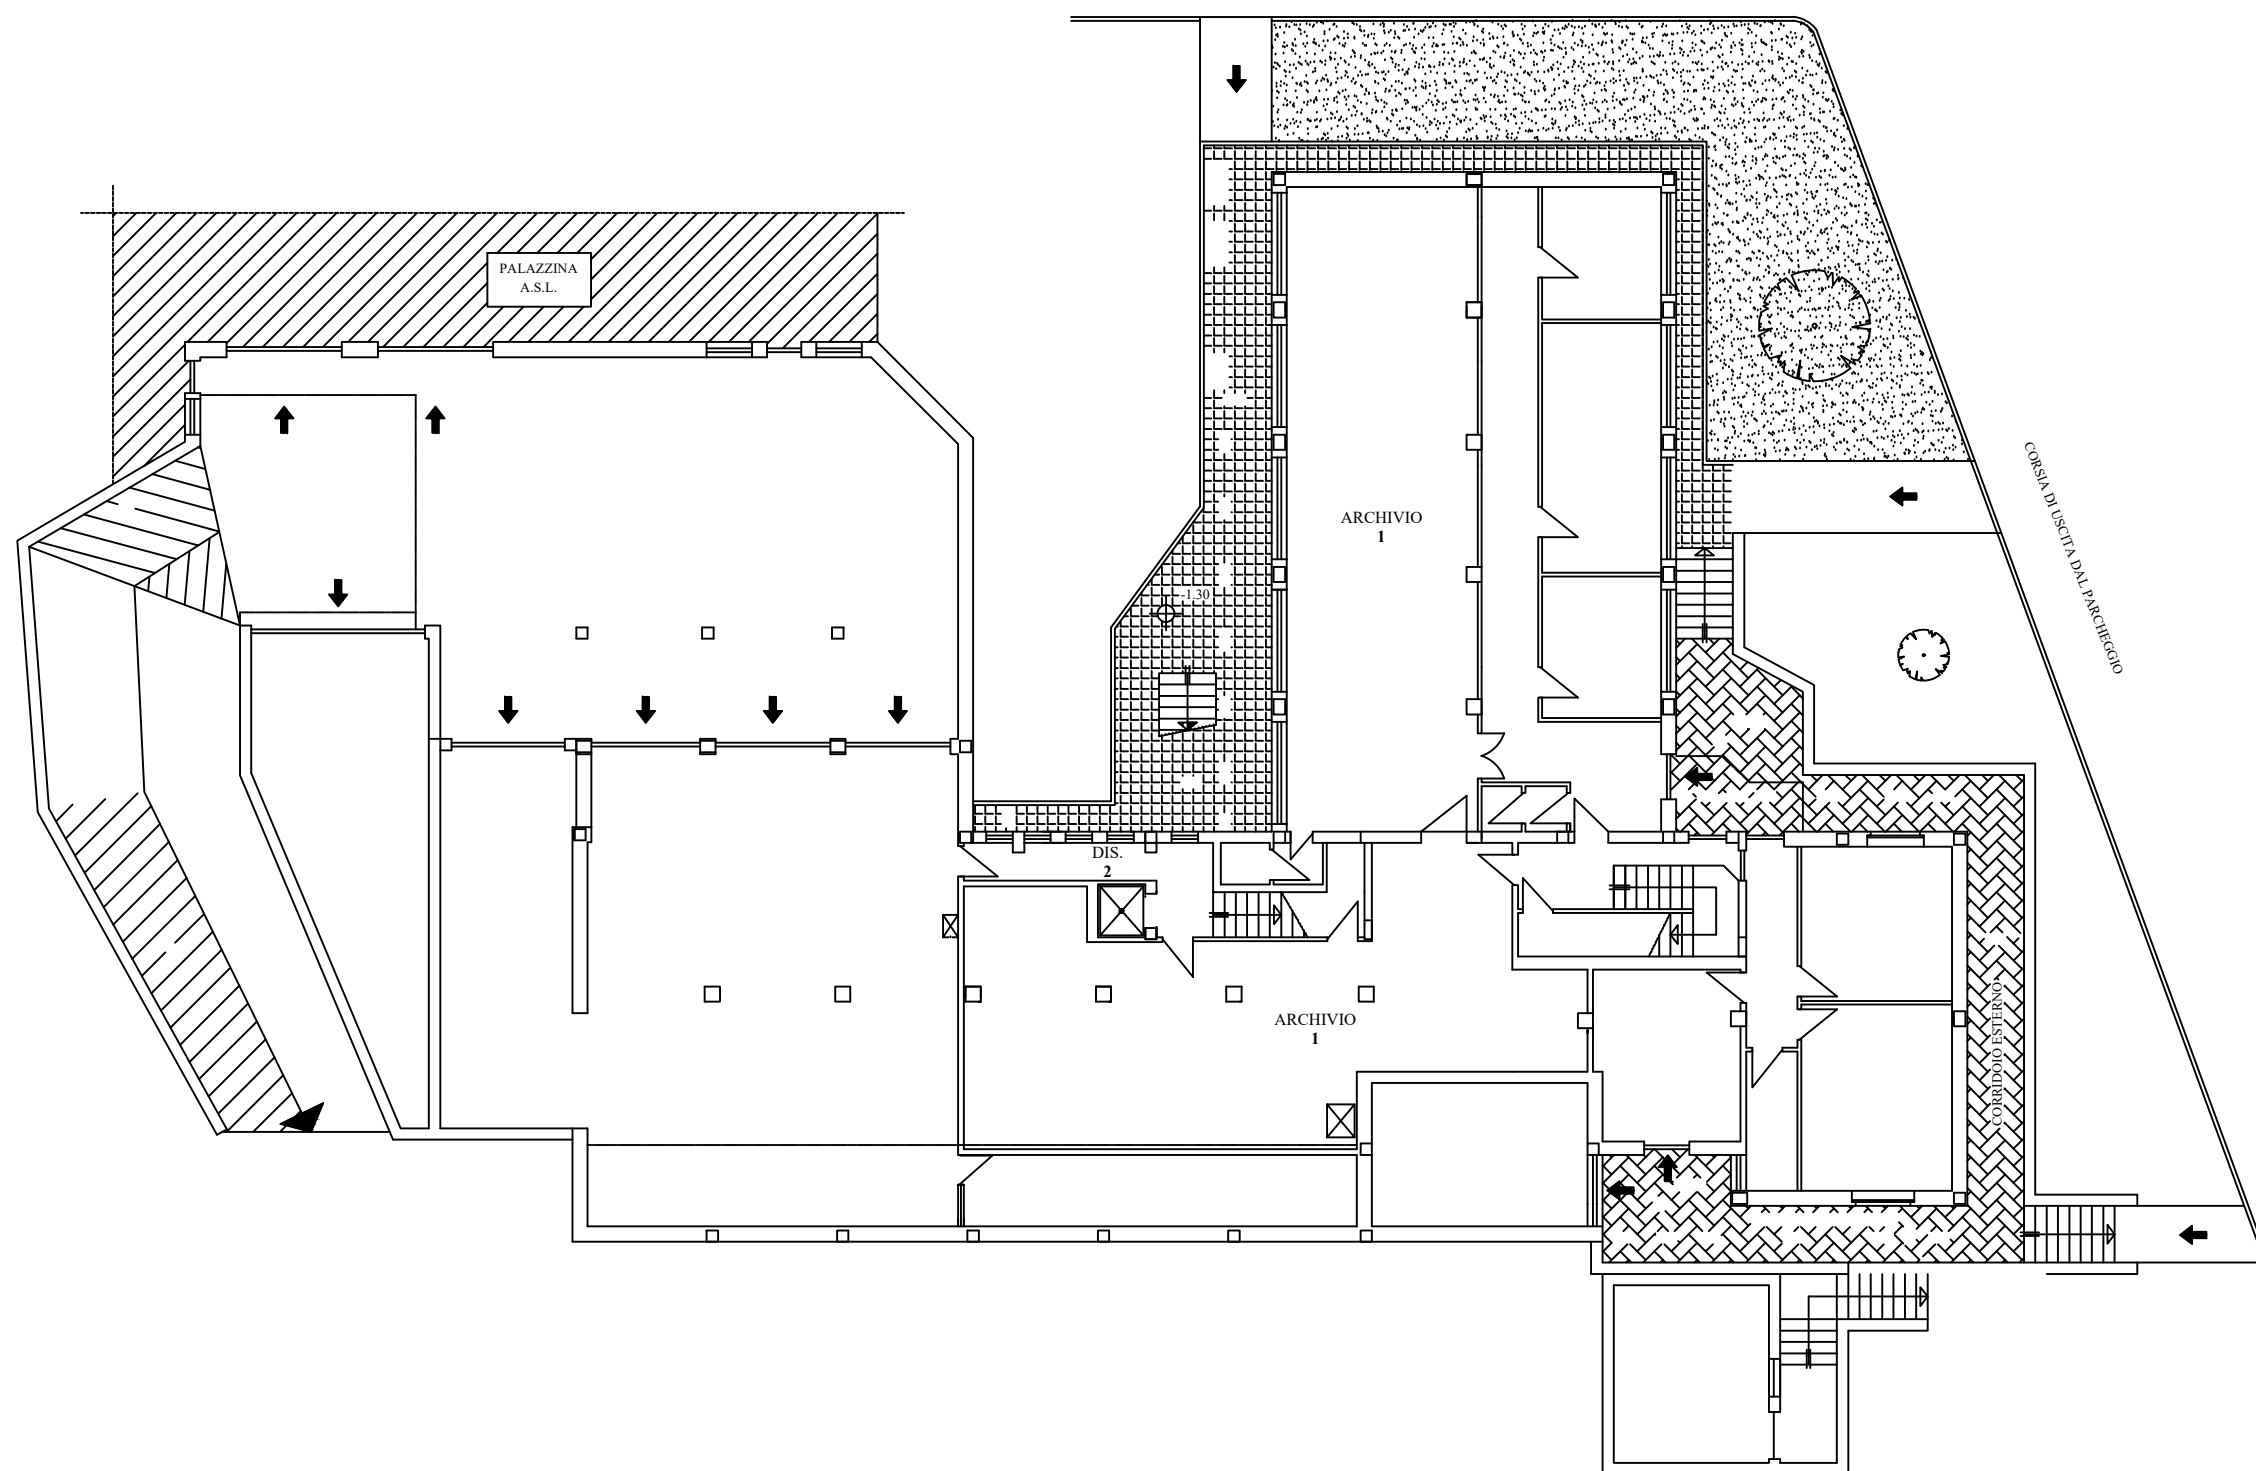 PALAZZINA
A.S.L.
ARCHIVIO
1
CORSIA DI USCITA DAL PARCHEGGIO
-1.30
DIS.
2
ARCHIVIO
1
CORRIDOIO ESTERNO